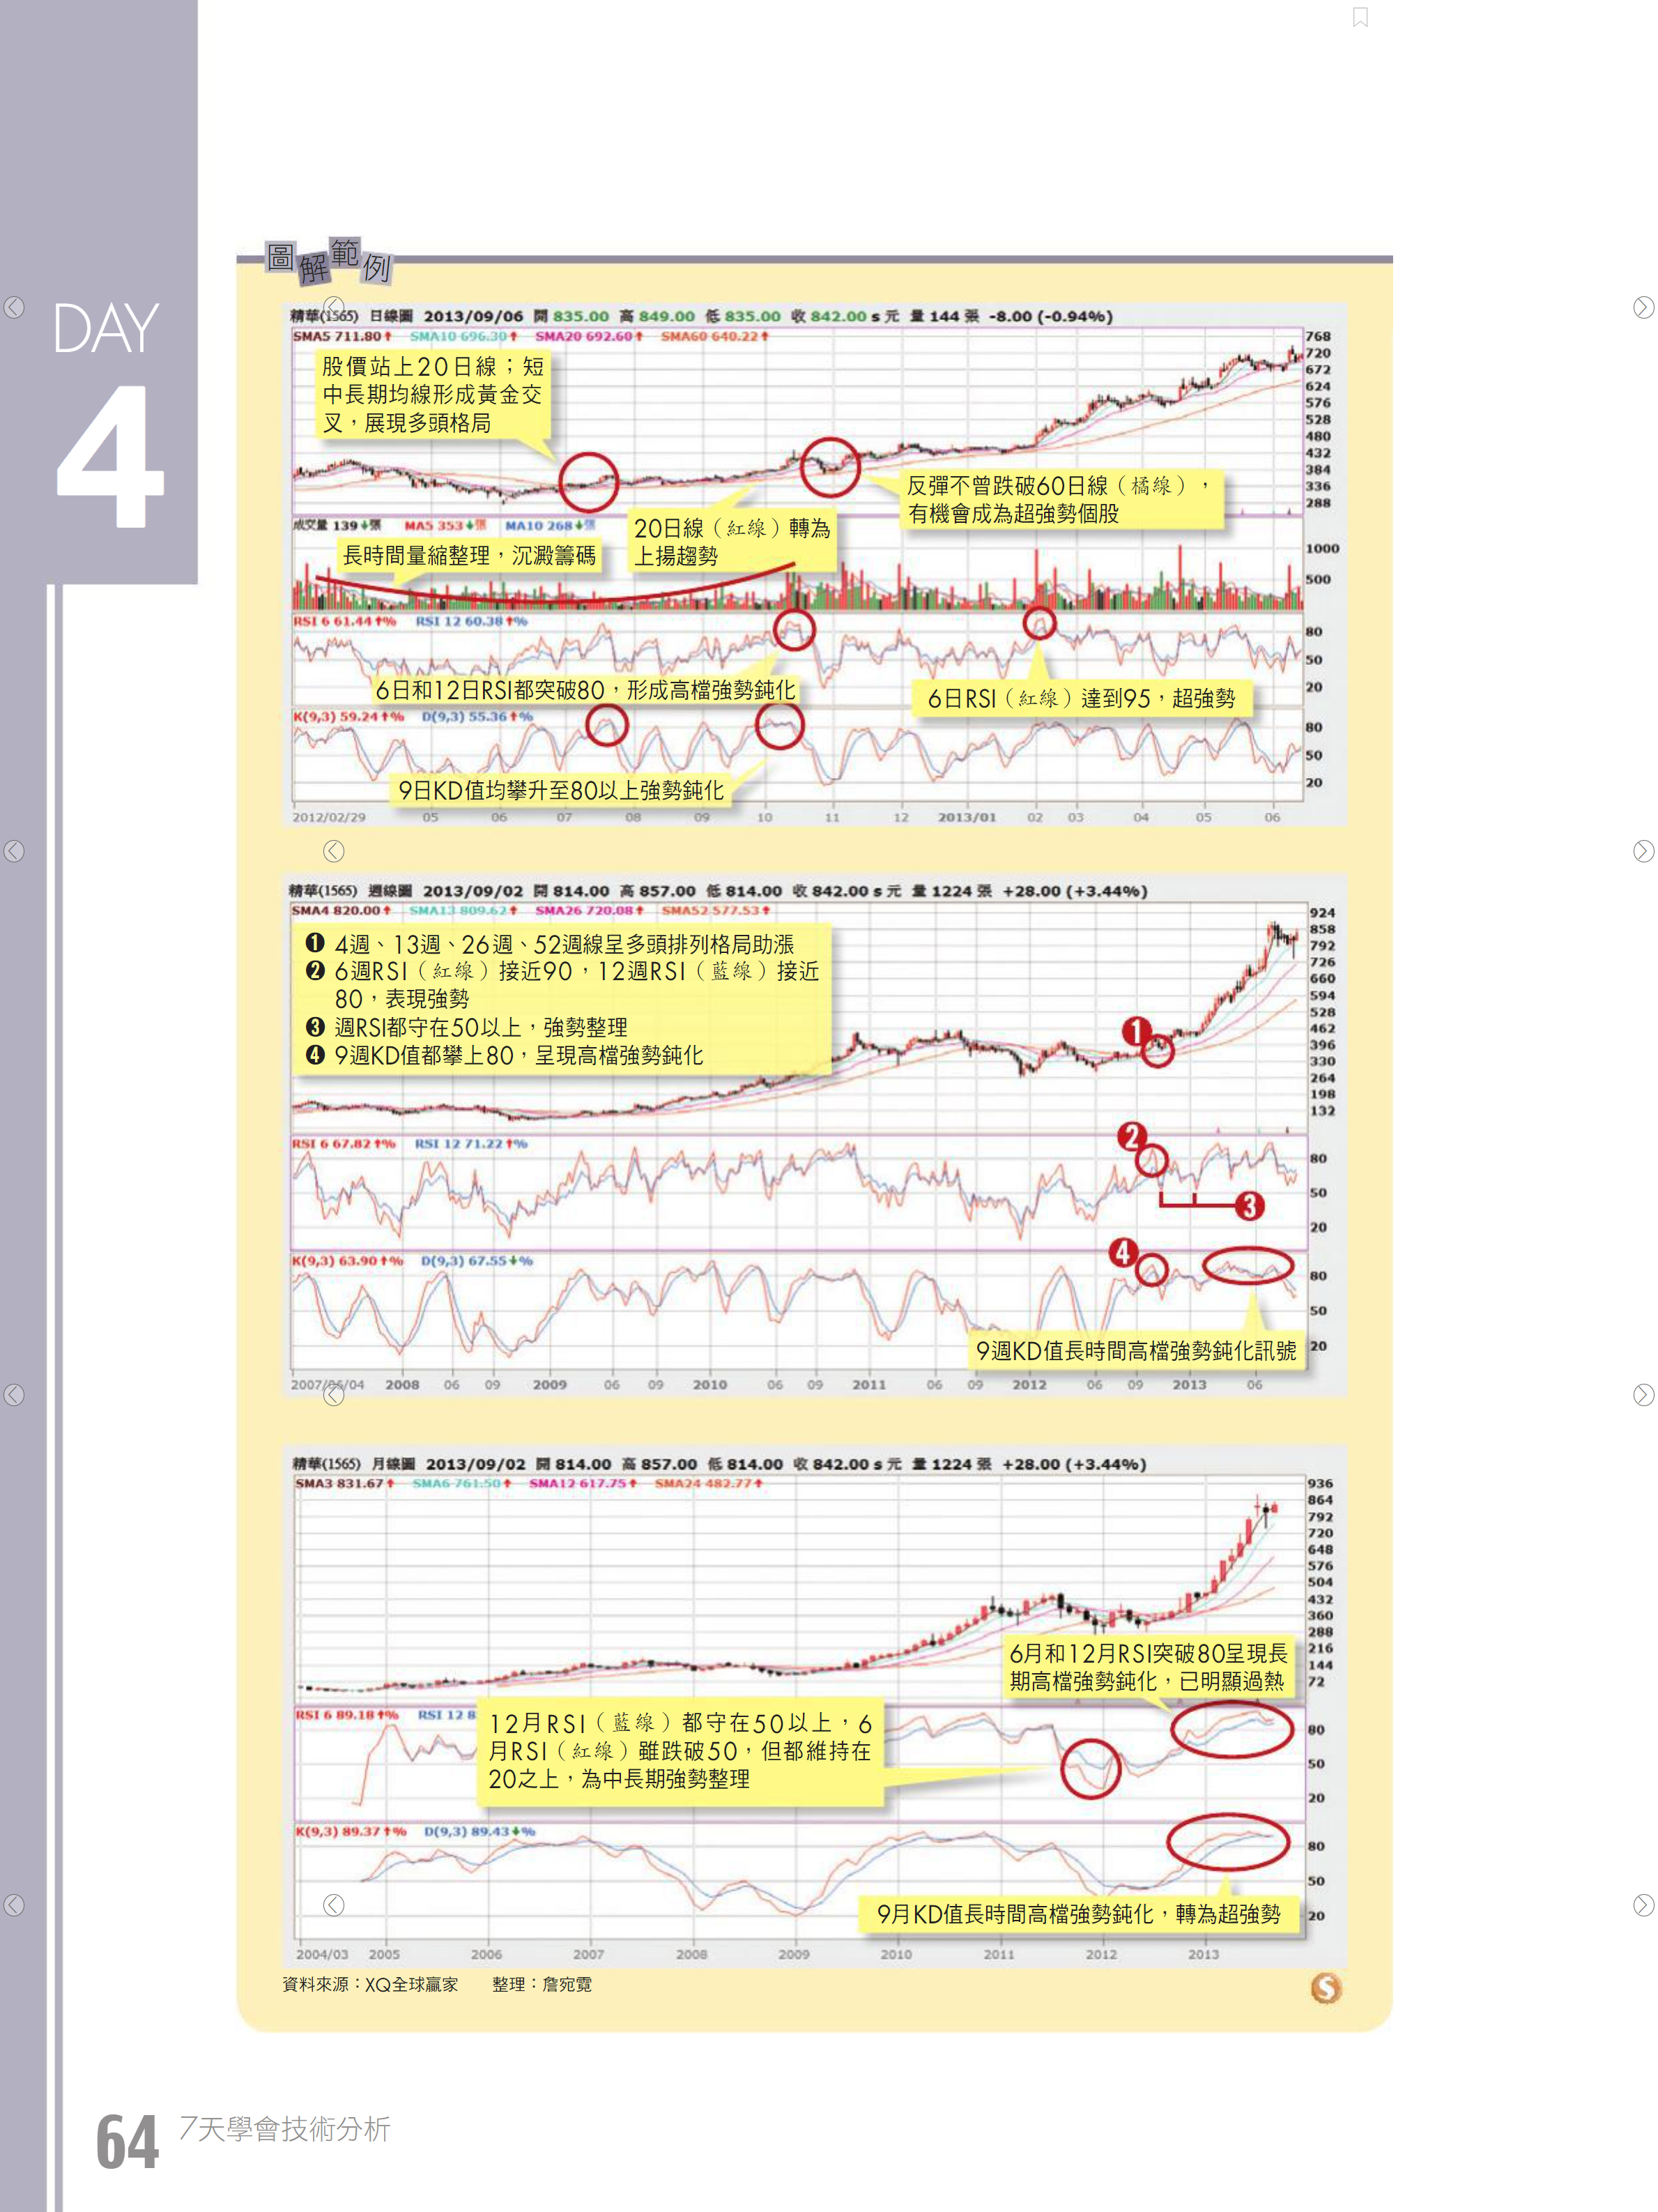 DAY
4
圖解範例
精華(1565) 日線圖 2013/09/06 開 835.00 高 849.00 低 835.00 收 842.00 s 元 量 144 張 -8.00 (-0.94%)
SMA5 711.80↑ SMA10 696.30↑ SMA20 692.60↑ SMA60 640.22↑
股價站上20日線；短
中長期均線形成黃金交
叉，展現多頭格局
768
720
672
624
576
528
480
432
384
336
288
反彈不曾跌破60日線（橘線），
有機會成為超強勢個股
20日線（紅線）轉為
上揚趨勢
成交量 139↓張 MA5 353↓張 MA10 268↓張
長時間量縮整理，沉澱籌碼
1000
500
RSI 6 61.44↑% RSI 12 60.38↑%
80
50
20
6日和12日RSI都突破80，形成高檔強勢鈍化
6日RSI（紅線）達到95，超強勢
K(9,3) 59.24↑% D(9,3) 55.36↑%
80
50
20
9日KD值均攀升至80以上強勢鈍化
2012/02/29 05 06 07 08 09 10 11 12 2013/01 02 03 04 05 06
精華(1565) 週線圖 2013/09/02 開 814.00 高 857.00 低 814.00 收 842.00 s 元 量 1224 張 +28.00 (+3.44%)
SMA4 820.00↑ SMA13 809.62↑ SMA26 720.08↑ SMA52 577.53↑
❶ 4週、13週、26週、52週線呈多頭排列格局助漲
❷ 6週RSI（紅線）接近90，12週RSI（藍線）接近
80，表現強勢
❸ 週RSI都守在50以上，強勢整理
❹ 9週KD值都攀上80，呈現高檔強勢鈍化
924
858
792
726
660
594
528
462
396
330
264
198
132
❶
RSI 6 67.82↑% RSI 12 71.22↑%
❷
80
50
20
❸
K(9,3) 63.90↑% D(9,3) 67.55↓%
❹
80
50
20
9週KD值長時間高檔強勢鈍化訊號
2007/06/04 2008 06 09 2009 06 09 2010 06 09 2011 06 09 2012 06 09 2013 06
精華(1565) 月線圖 2013/09/02 開 814.00 高 857.00 低 814.00 收 842.00 s 元 量 1224 張 +28.00 (+3.44%)
SMA3 831.67↑ SMA6 761.50↑ SMA12 617.75↑ SMA24 482.77↑
936
864
792
720
648
576
504
432
360
288
216
144
72
6月和12月RSI突破80呈現長
期高檔強勢鈍化，已明顯過熱
RSI 6 89.18↑% RSI 12 8
12月RSI（藍線）都守在50以上，6
月RSI（紅線）雖跌破50，但都維持在
20之上，為中長期強勢整理
80
50
20
K(9,3) 89.37↑% D(9,3) 89.43↓%
80
50
20
9月KD值長時間高檔強勢鈍化，轉為超強勢
2004/03 2005 2006 2007 2008 2009 2010 2011 2012 2013
資料來源：XQ全球贏家 整理：詹宛霓
S
64 7天學會技術分析